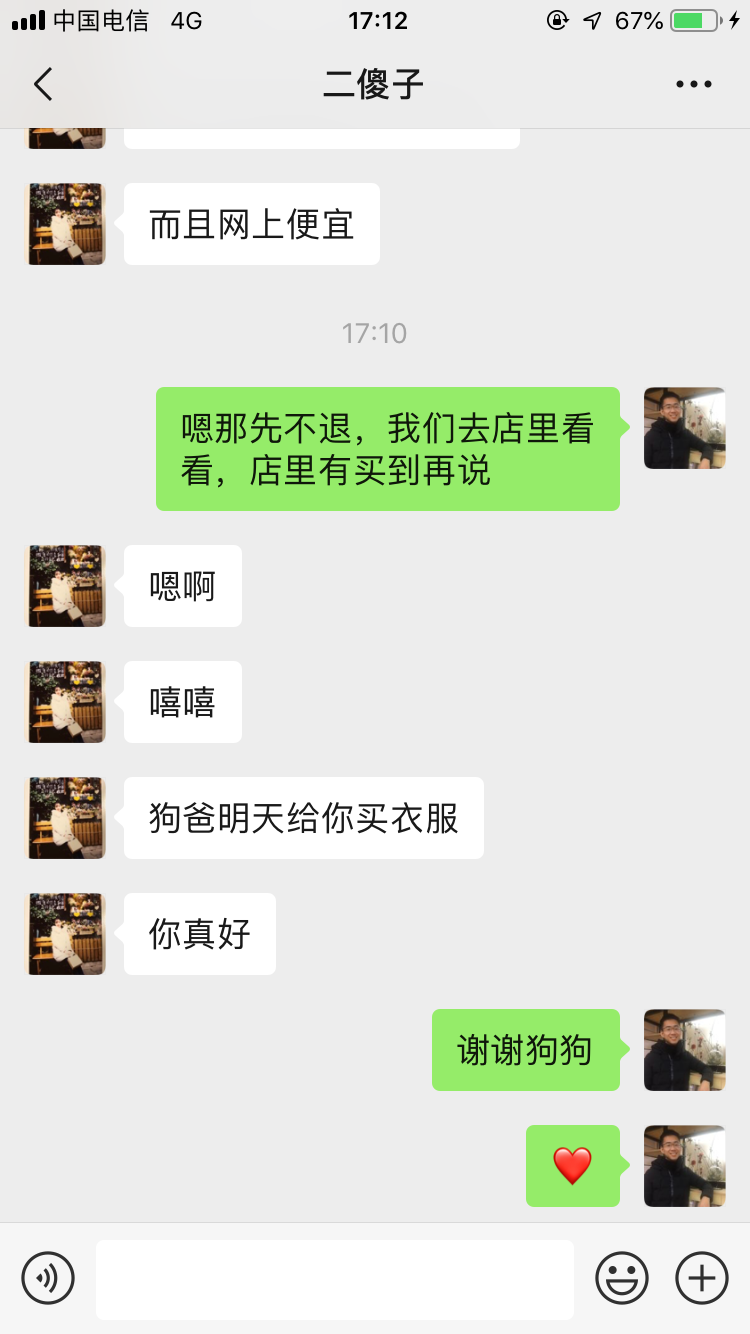 中国电信 4G 17:12 67%
二傻子
而且网上便宜
17:10
嗯那先不退，我们去店里看
看，店里有买到再说
嗯啊
嘻嘻
狗爸明天给你买衣服
你真好
谢谢狗狗
❤️